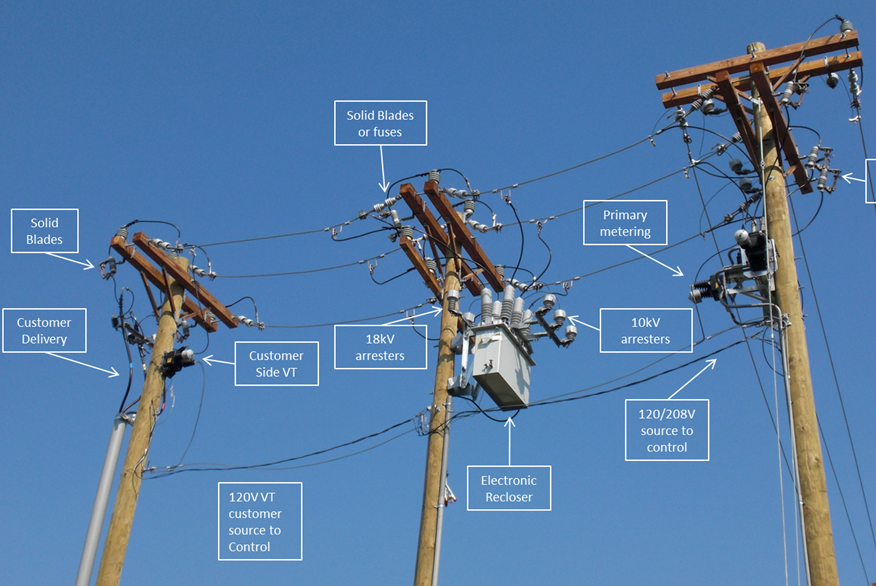 Solid Blades
or fuses
Solid
Blades
Primary
metering
Customer
Delivery
18kV
arresters
10kV
arresters
Customer
Side VT
120/208V
source to
control
Electronic
Recloser
120V VT
customer
source to
Control